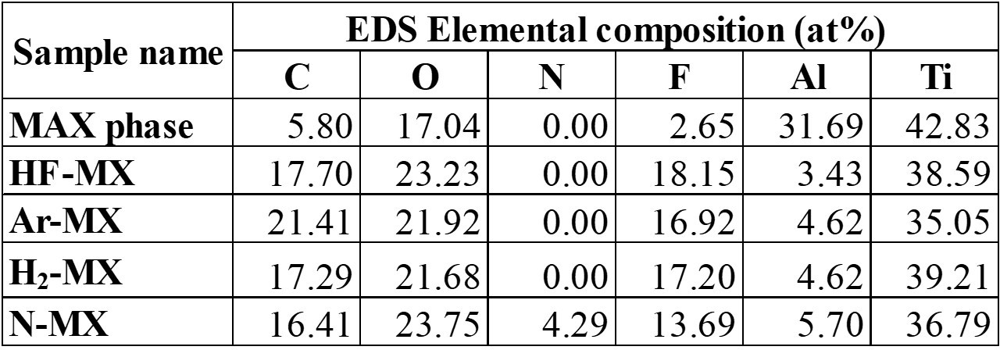 Sample name EDS Elemental composition (at%)
C O N F Al Ti
MAX phase 5.80 17.04 0.00 2.65 31.69 42.83
HF-MX 17.70 23.23 0.00 18.15 3.43 38.59
Ar-MX 21.41 21.92 0.00 16.92 4.62 35.05
H₂-MX 17.29 21.68 0.00 17.20 4.62 39.21
N-MX 16.41 23.75 4.29 13.69 5.70 36.79